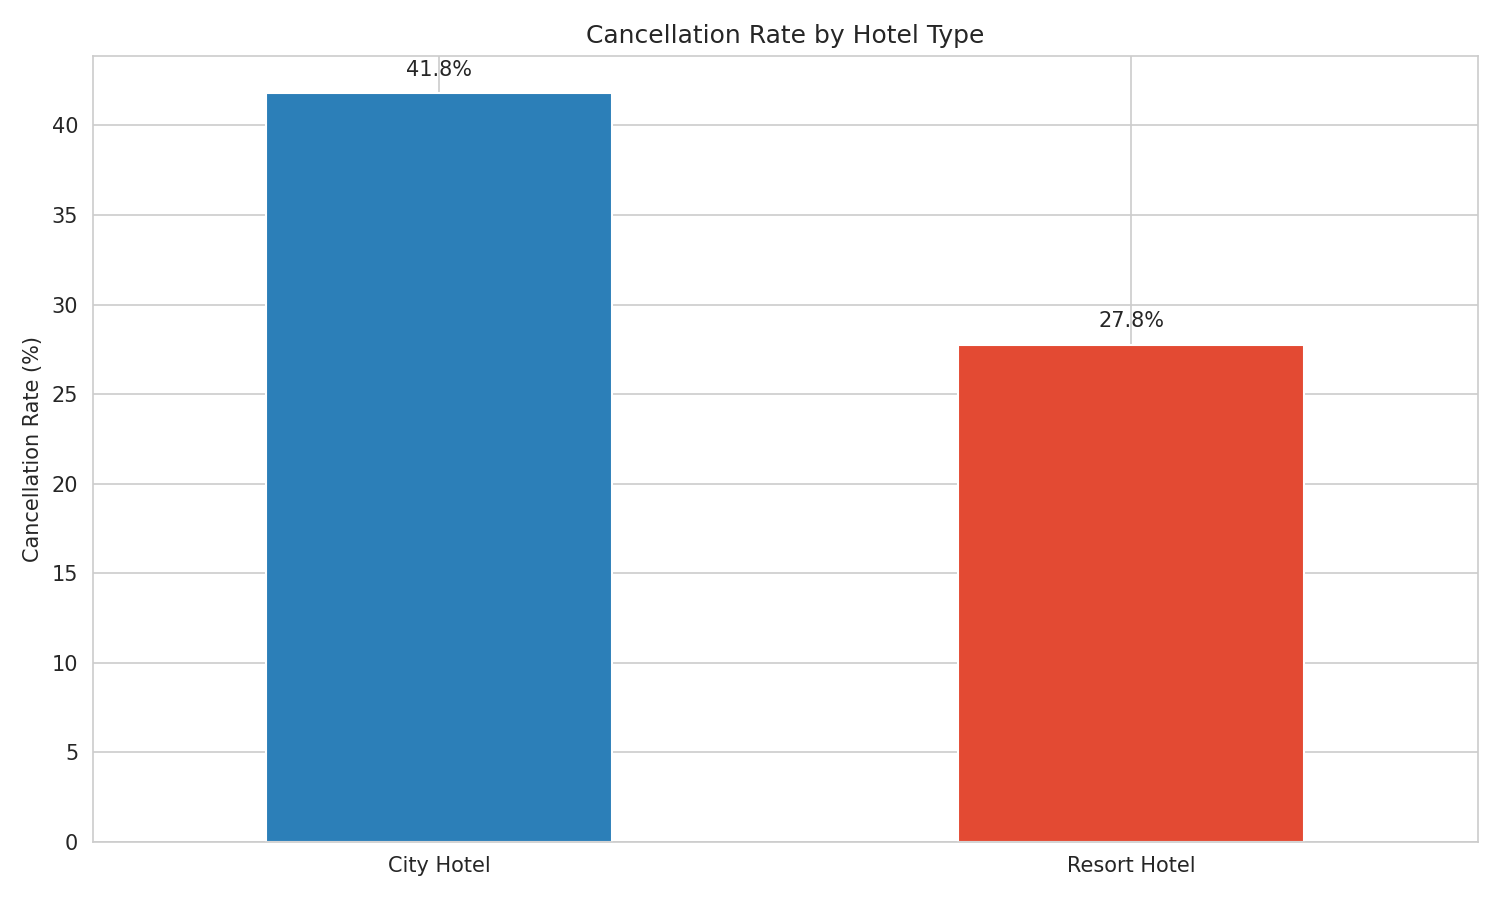 Cancellation Rate by Hotel Type
41.8%
40
35
30
27.8%
25
20
15
10
5
0
Cancellation Rate (%)
City Hotel
Resort Hotel